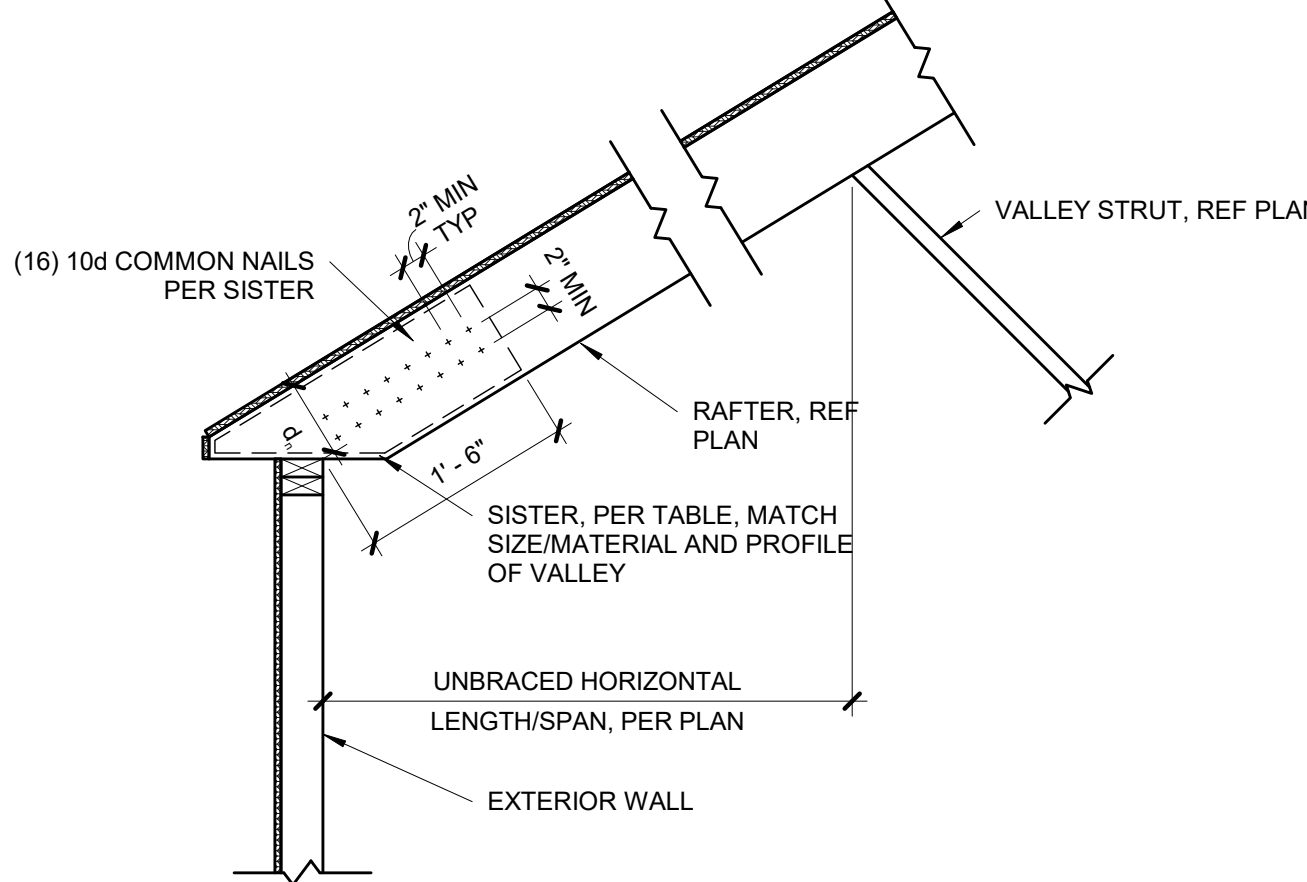 2" MIN
TYP
(16) 10d COMMON NAILS
PER SISTER
2" MIN
VALLEY STRUT, REF
RAFTER, REF
PLAN
dn
1' - 6"
SISTER, PER TABLE, MATCH
SIZE/MATERIAL AND PROFILE
OF VALLEY
UNBRACED HORIZONTAL
LENGTH/SPAN, PER PLAN
EXTERIOR WALL